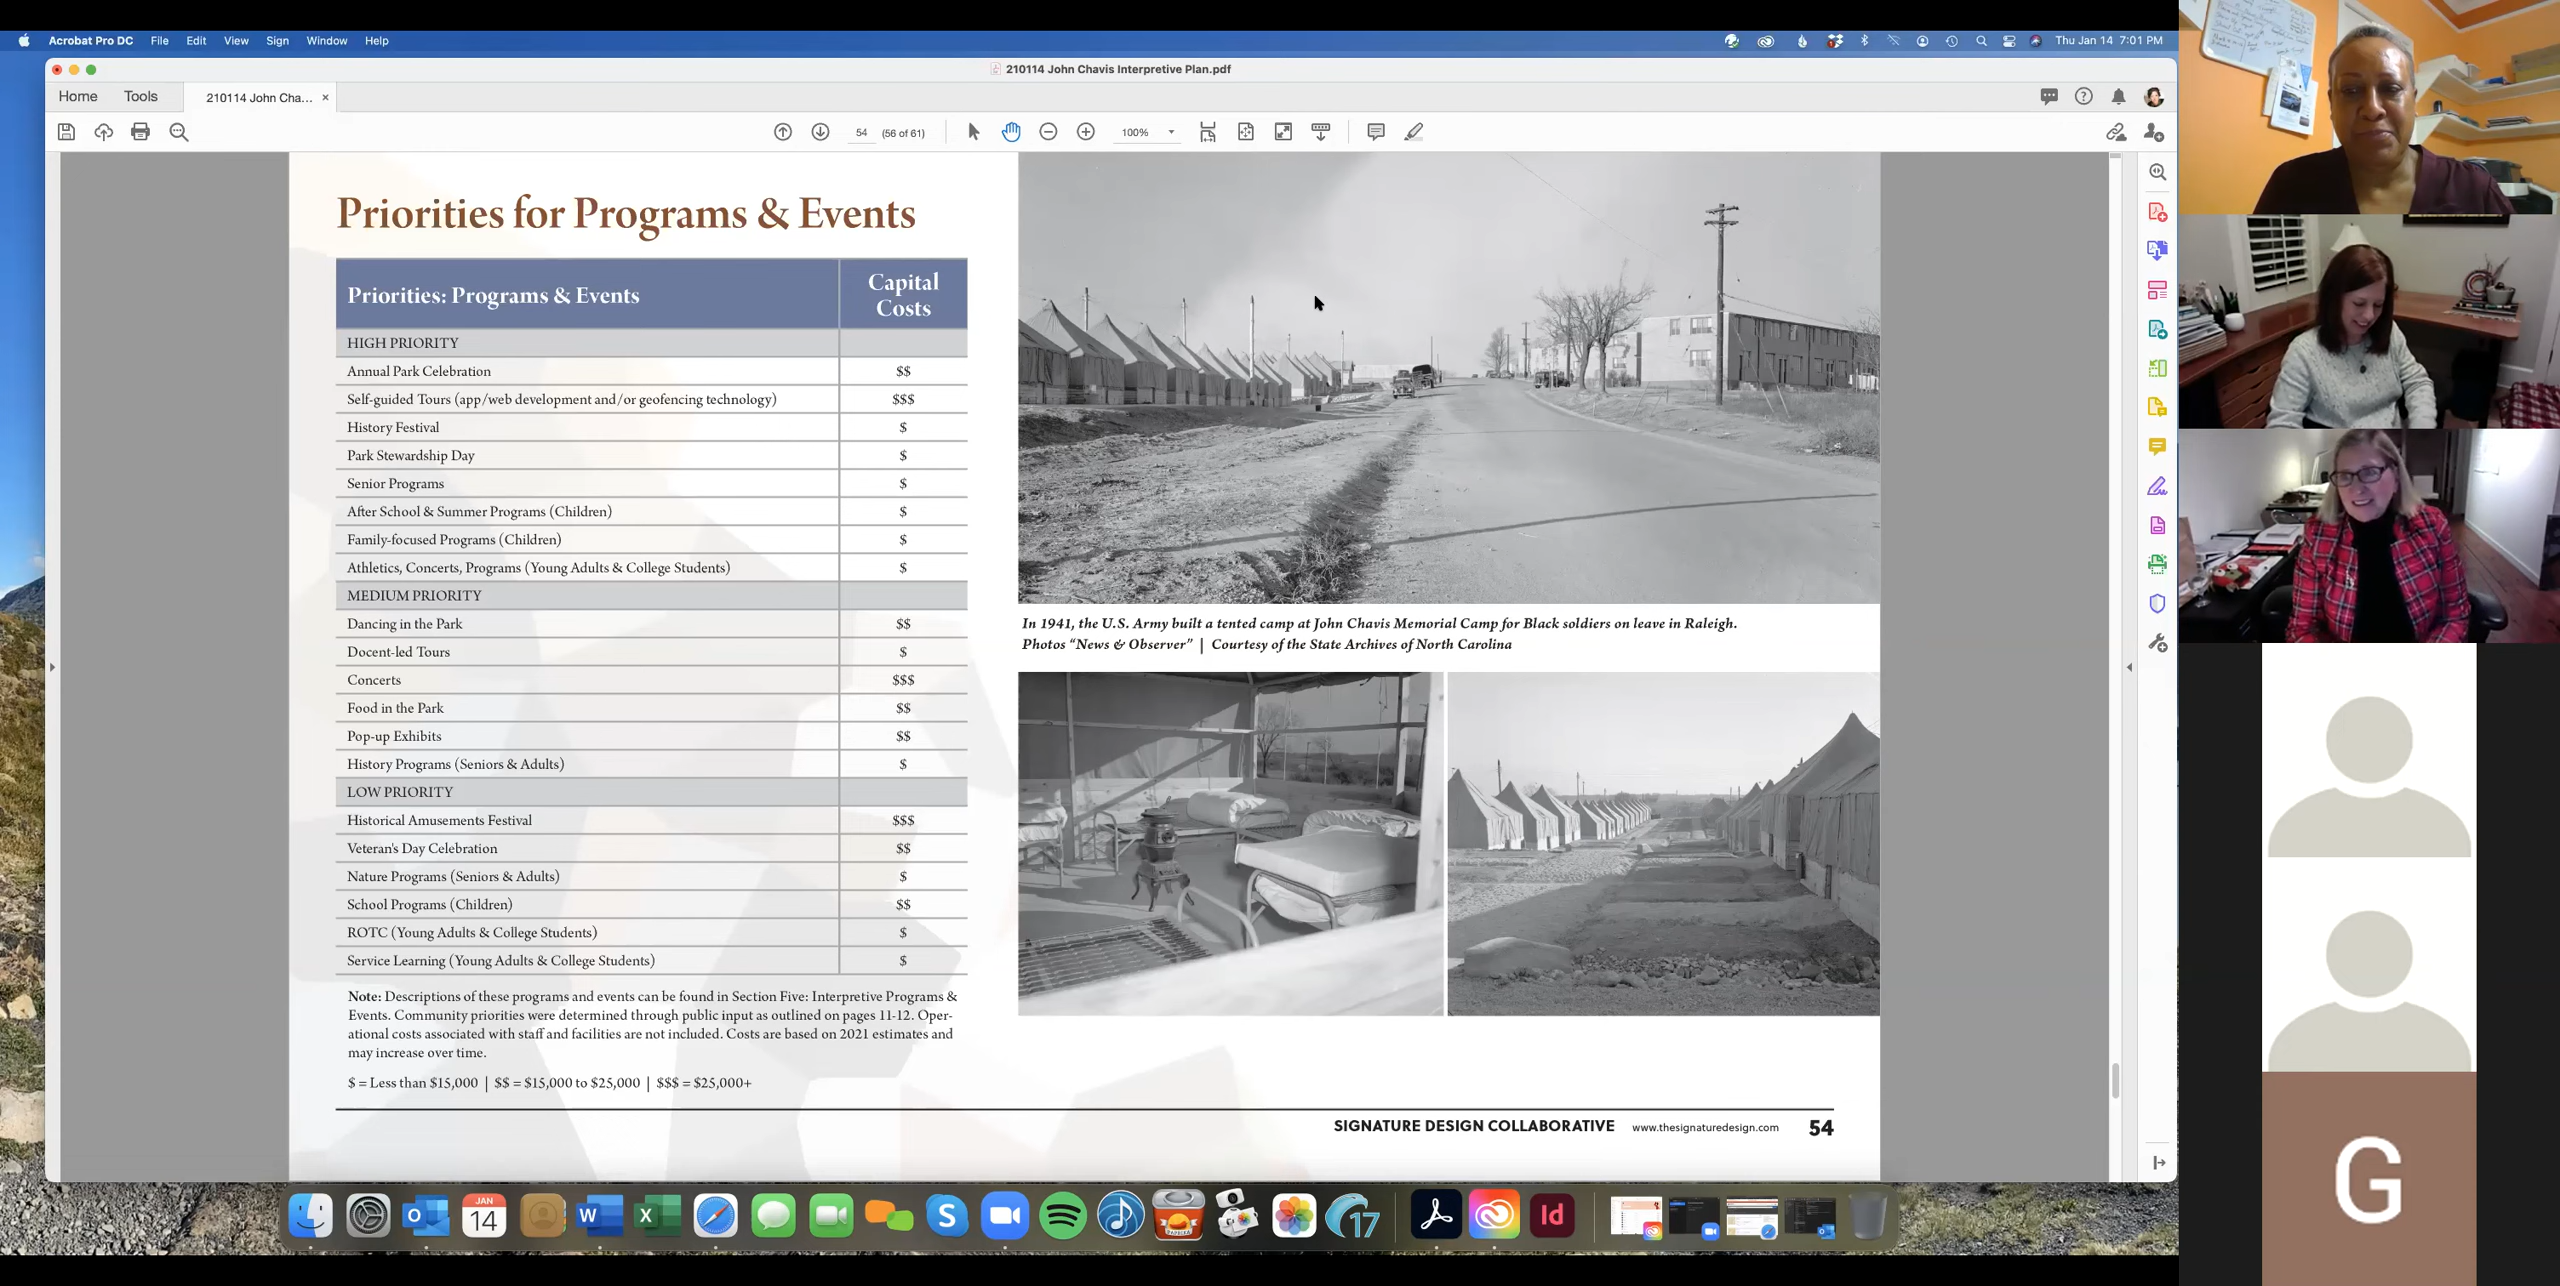 Acrobat Pro DC File Edit View Sign Window Help
Thu Jan 14 7:01 PM
210114 John Chavis Interpretive Plan.pdf
Home Tools 210114 John Cha... ×
54 (56 of 61) 100%
Priorities for Programs & Events
Priorities: Programs & Events Capital Costs
HIGH PRIORITY
Annual Park Celebration $$
Self-guided Tours (app/web development and/or geofencing technology) $$$
History Festival $
Park Stewardship Day $
Senior Programs $
After School & Summer Programs (Children) $
Family-focused Programs (Children) $
Athletics, Concerts, Programs (Young Adults & College Students) $
MEDIUM PRIORITY
Dancing in the Park $$
Docent-led Tours $
Concerts $$$
Food in the Park $$
Pop-up Exhibits $$
History Programs (Seniors & Adults) $
LOW PRIORITY
Historical Amusements Festival $$$
Veteran's Day Celebration $$
Nature Programs (Seniors & Adults) $
School Programs (Children) $$
ROTC (Young Adults & College Students) $
Service Learning (Young Adults & College Students) $
Note: Descriptions of these programs and events can be found in Section Five: Interpretive Programs &
Events. Community priorities were determined through public input as outlined on pages 11-12. Oper-
ational costs associated with staff and facilities are not included. Costs are based on 2021 estimates and
may increase over time.
$ = Less than $15,000 | $$ = $15,000 to $25,000 | $$$ = $25,000+
In 1941, the U.S. Army built a tented camp at John Chavis Memorial Camp for Black soldiers on leave in Raleigh.
Photos “News & Observer” | Courtesy of the State Archives of North Carolina
SIGNATURE DESIGN COLLABORATIVE www.thesignaturedesign.com 54
JAN
14
17
Id
G